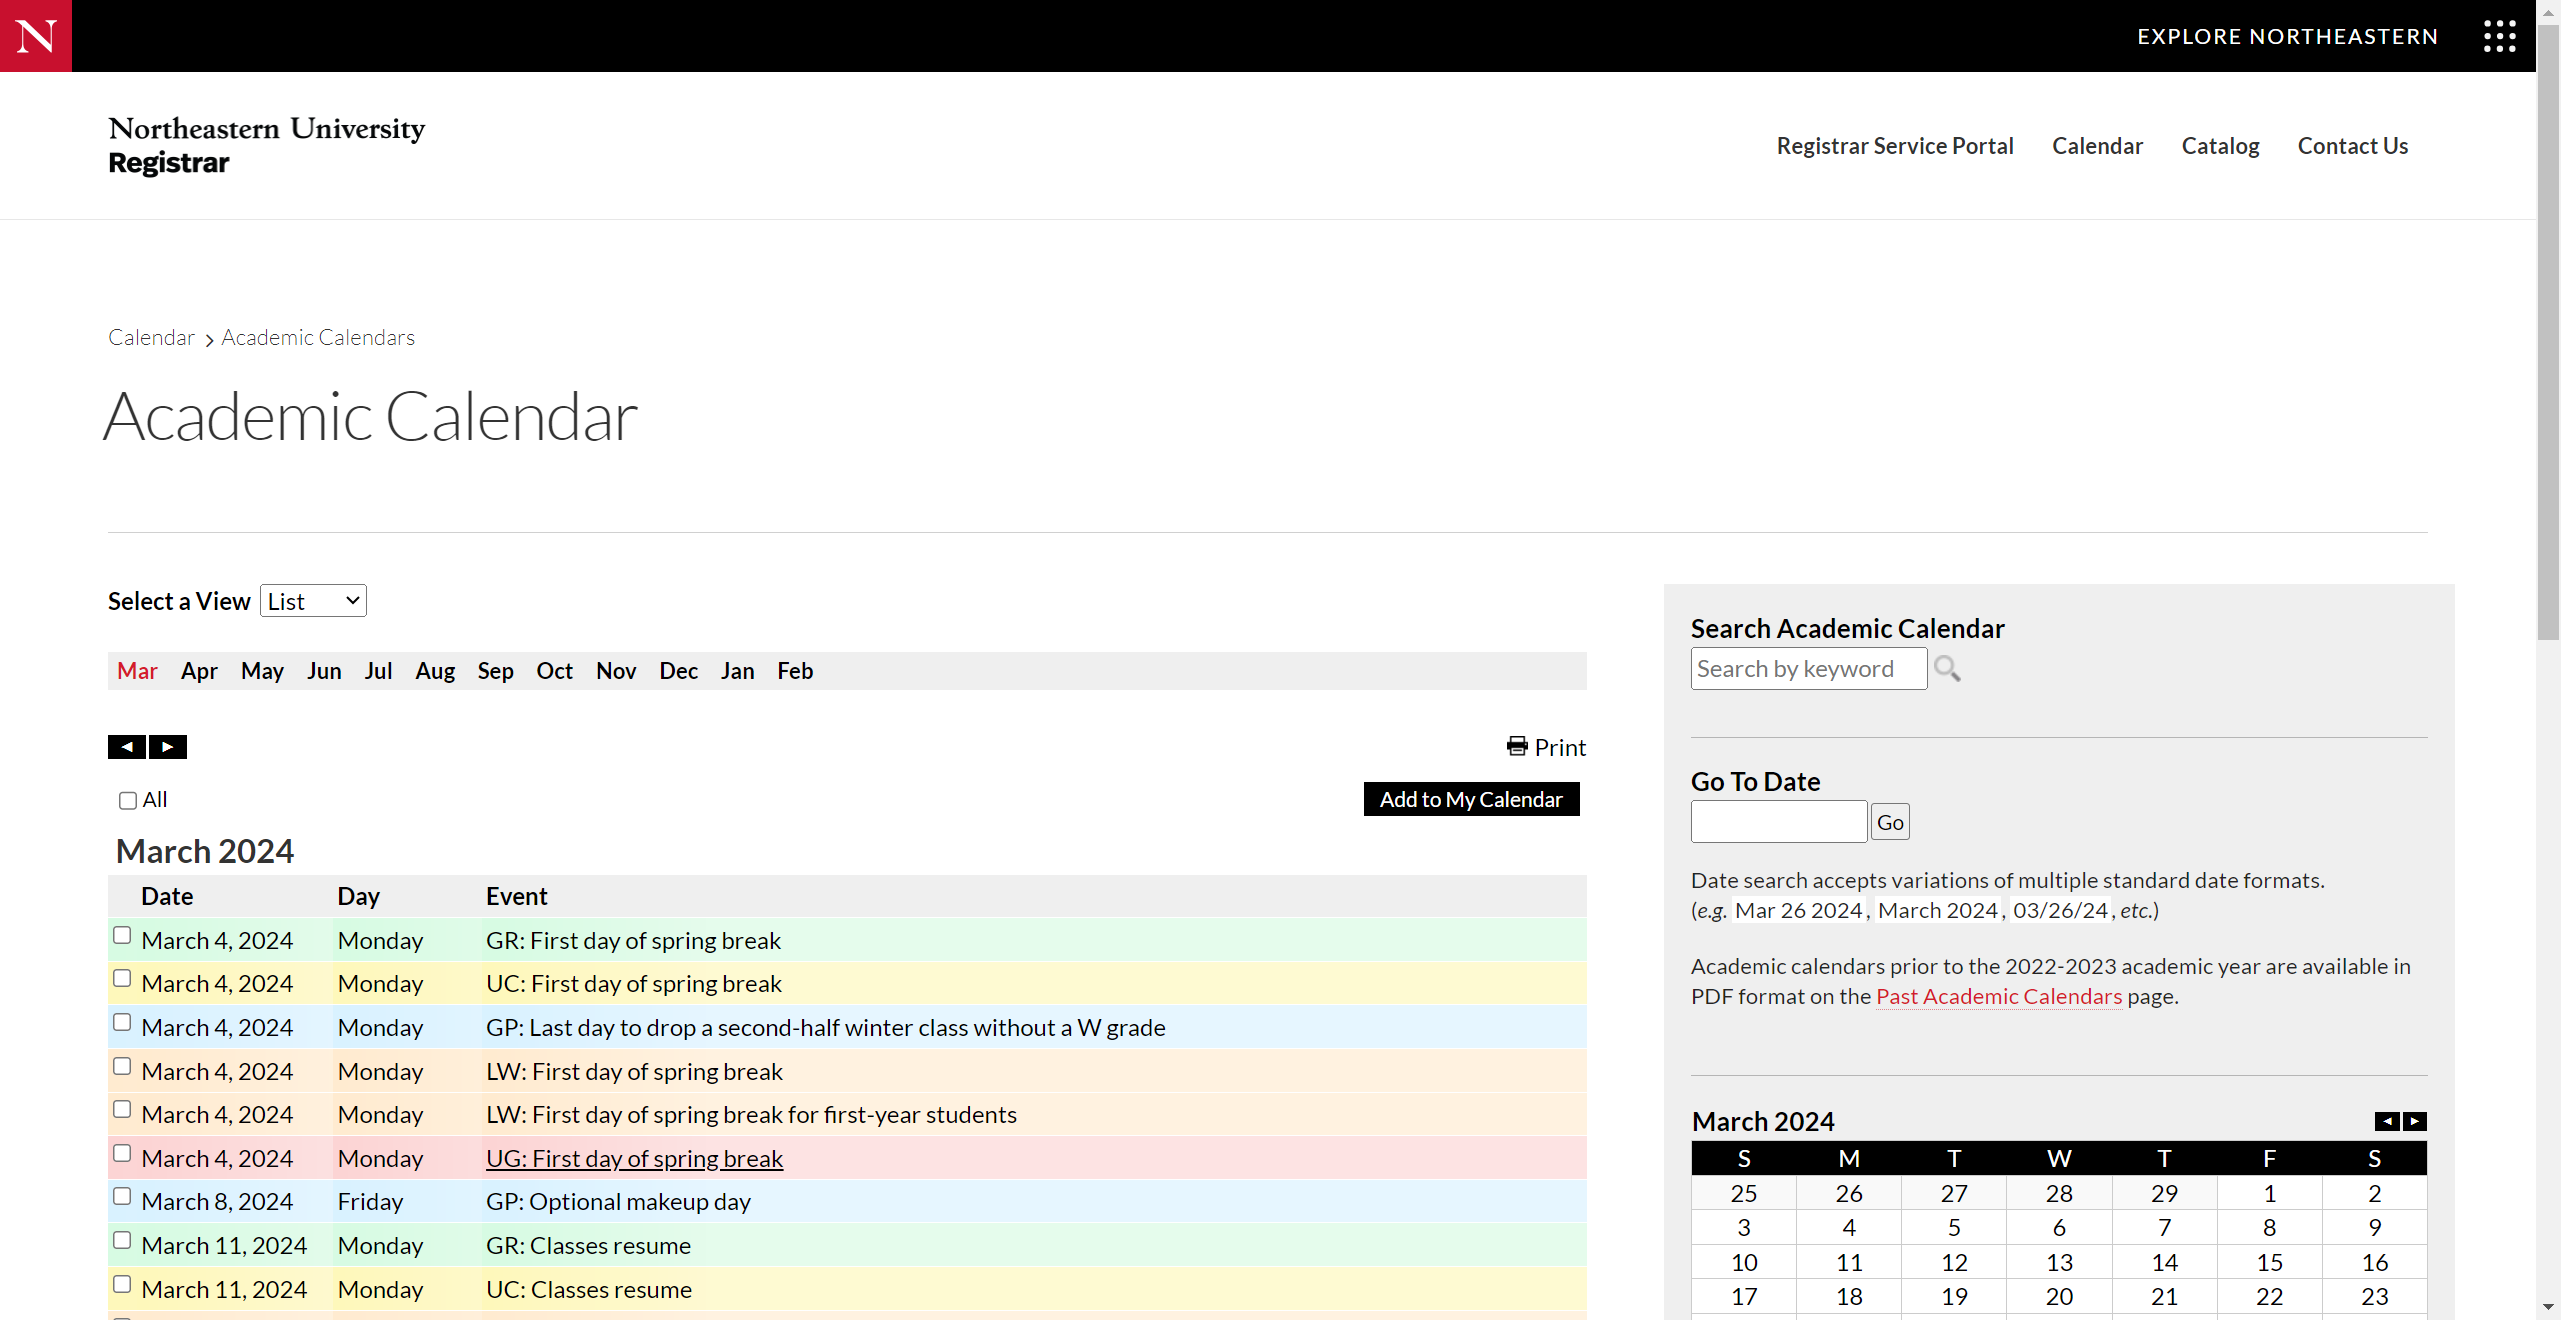 N
EXPLORE NORTHEASTERN
Northeastern University
Registrar
Registrar Service Portal Calendar Catalog Contact Us
Calendar > Academic Calendars
Academic Calendar
Select a View List
Mar Apr May Jun Jul Aug Sep Oct Nov Dec Jan Feb
Print
All
Add to My Calendar
March 2024
Date Day Event
March 4, 2024 Monday GR: First day of spring break
March 4, 2024 Monday UC: First day of spring break
March 4, 2024 Monday GP: Last day to drop a second-half winter class without a W grade
March 4, 2024 Monday LW: First day of spring break
March 4, 2024 Monday LW: First day of spring break for first-year students
March 4, 2024 Monday UG: First day of spring break
March 8, 2024 Friday GP: Optional makeup day
March 11, 2024 Monday GR: Classes resume
March 11, 2024 Monday UC: Classes resume
Search Academic Calendar
Search by keyword
Go To Date
Go
Date search accepts variations of multiple standard date formats.
(e.g. Mar 26 2024, March 2024, 03/26/24, etc.)
Academic calendars prior to the 2022-2023 academic year are available in
PDF format on the Past Academic Calendars page.
March 2024
S M T W T F S
25 26 27 28 29 1 2
3 4 5 6 7 8 9
10 11 12 13 14 15 16
17 18 19 20 21 22 23